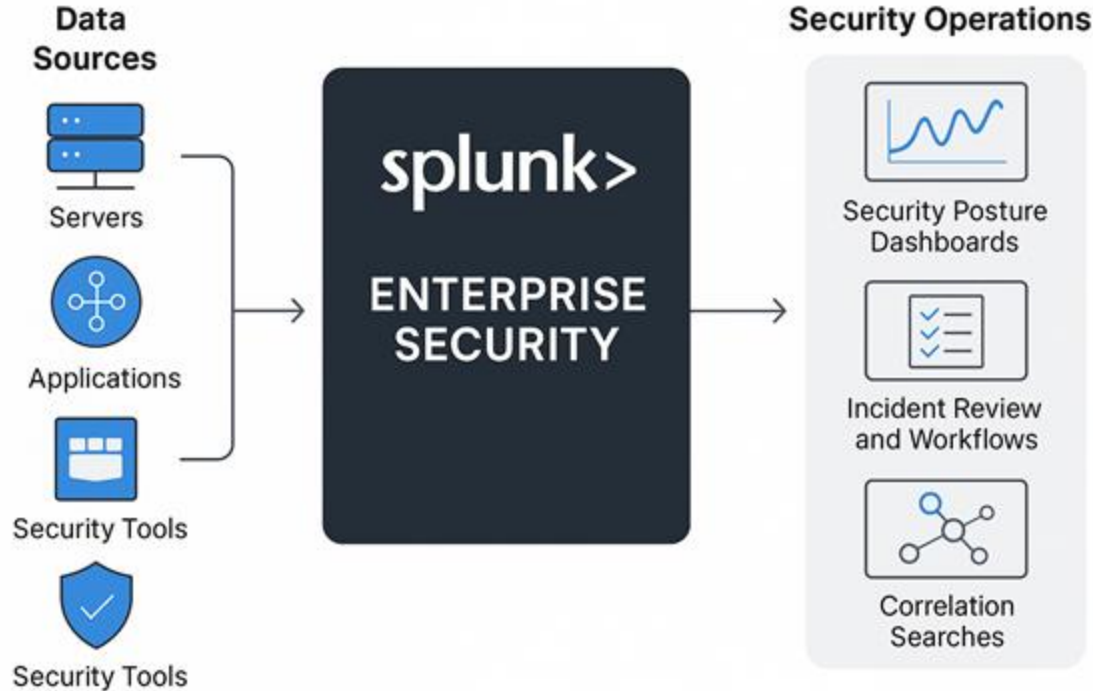 Data
Sources
Servers
Applications
Security Tools
Security Tools
splunk>
ENTERPRISE
SECURITY
Security Operations
Security Posture
Dashboards
Incident Review
and Workflows
Correlation
Searches